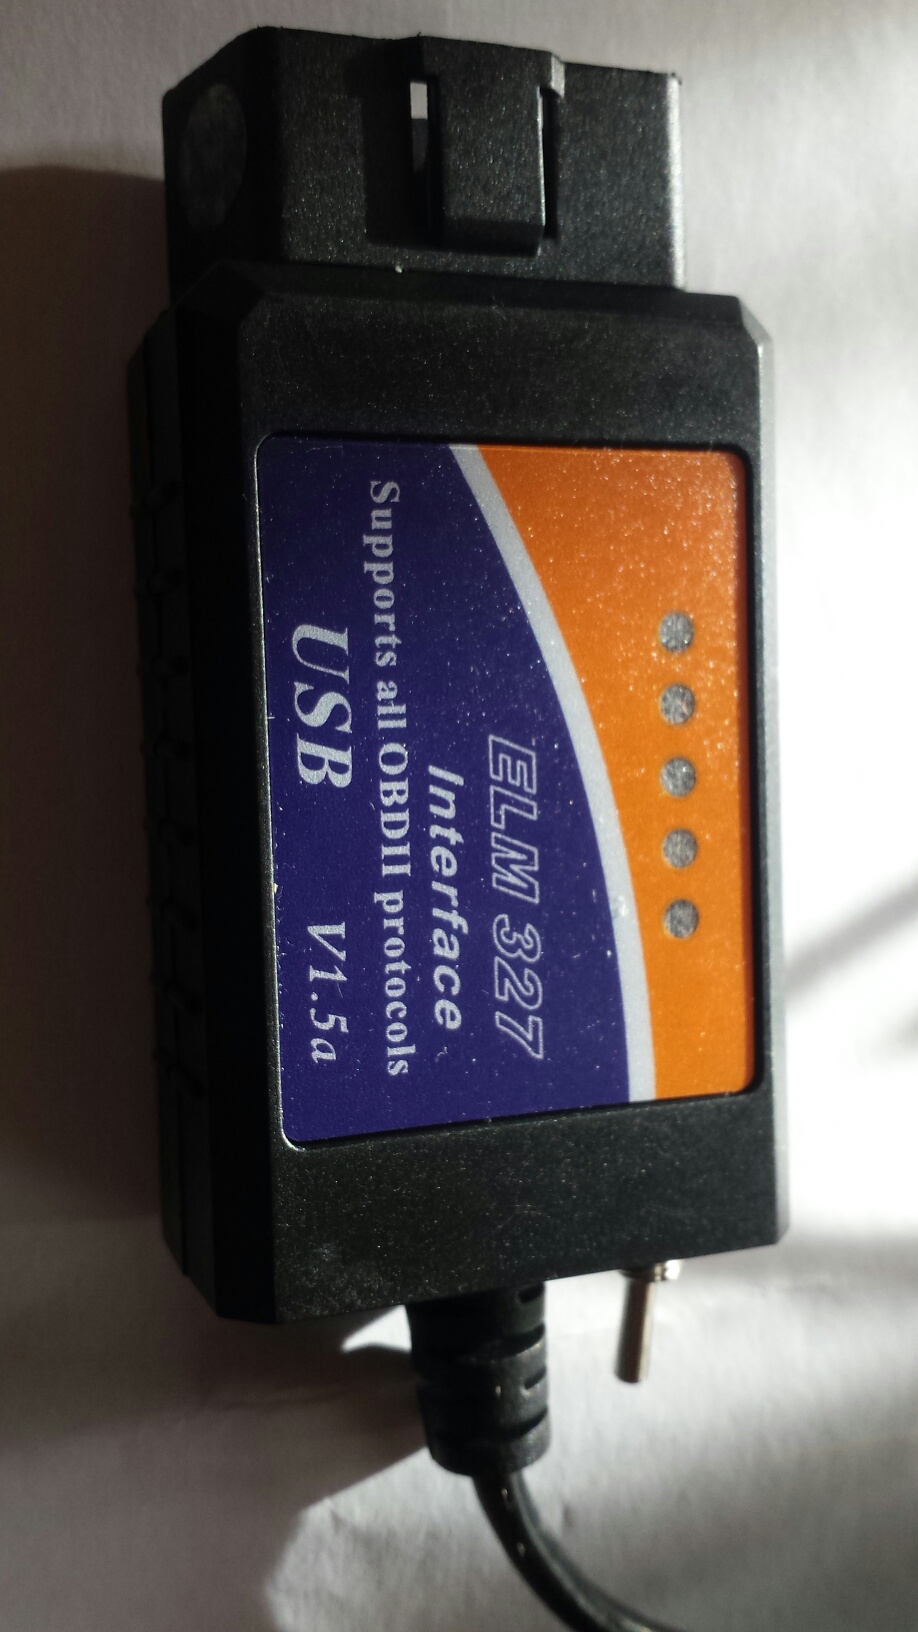 ELM 327
Interface
Supports all OBDII protocols
USB V1.5a